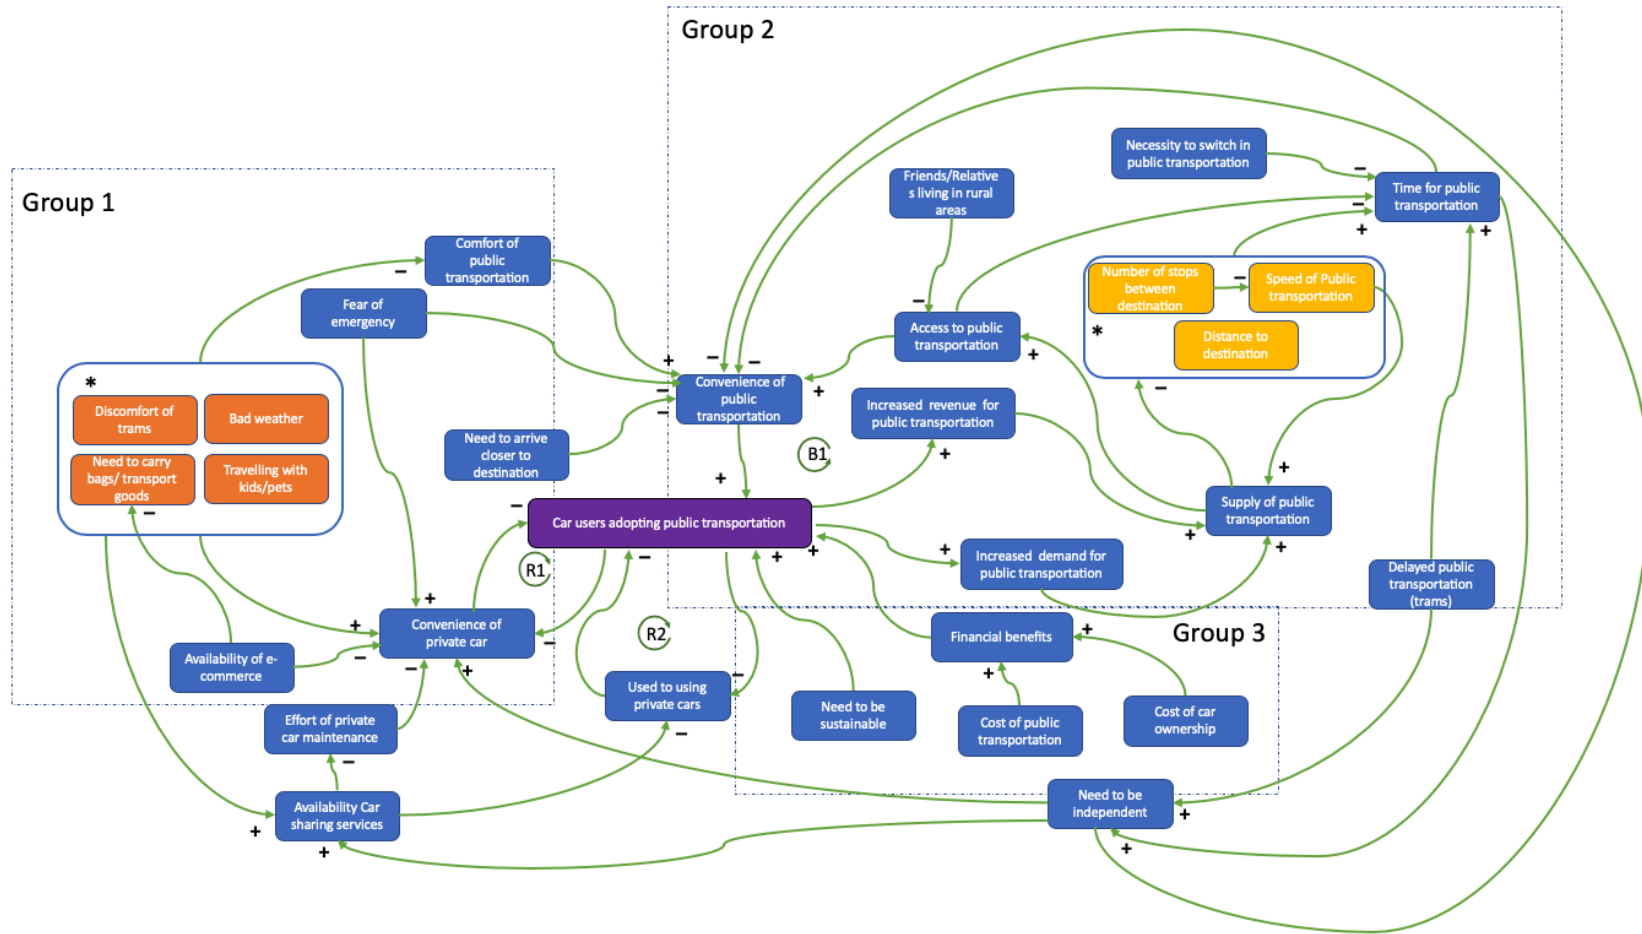 Group 2
Group 1
Group 3
Necessity to switch in
public transportation
Time for public
transportation
Friends/Relative
s living in rural
areas
Comfort of
public
transportation
Fear of
emergency
Number of stops
between
destination
Speed of Public
transportation
*
Distance to
destination
Access to public
transportation
*
Discomfort of
trams
Bad weather
Need to carry
bags/ transport
goods
Travelling with
kids/pets
Convenience of
public
transportation
Increased revenue for
public transportation
Need to arrive
closer to
destination
B1
Supply of public
transportation
Car users adopting public transportation
R1
Increased demand for
public transportation
Delayed public
transportation
(trams)
Convenience of
private car
R2
Financial benefits
Availability of e-
commerce
Used to using
private cars
Need to be
sustainable
Cost of public
transportation
Cost of car
ownership
Effort of private
car maintenance
Availability Car
sharing services
Need to be
independent